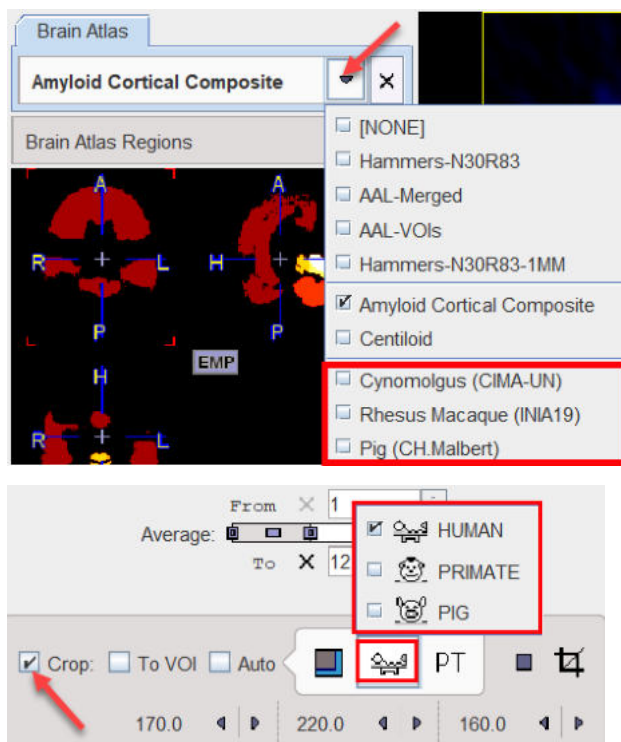 Brain Atlas
Amyloid Cortical Composite
Brain Atlas Regions
[NONE]
Hammers-N30R83
AAL-Merged
AAL-VOIs
Hammers-N30R83-1MM
Amyloid Cortical Composite
Centiloid
Cynomolgus (CIMA-UN)
Rhesus Macaque (INIA19)
Pig (CH.Malbert)
A A
R L H
P P
EMP
H
R L
From 1
Average:
To 12
HUMAN
PRIMATE
PIG
Crop: To VOI Auto PT
170.0 220.0 160.0